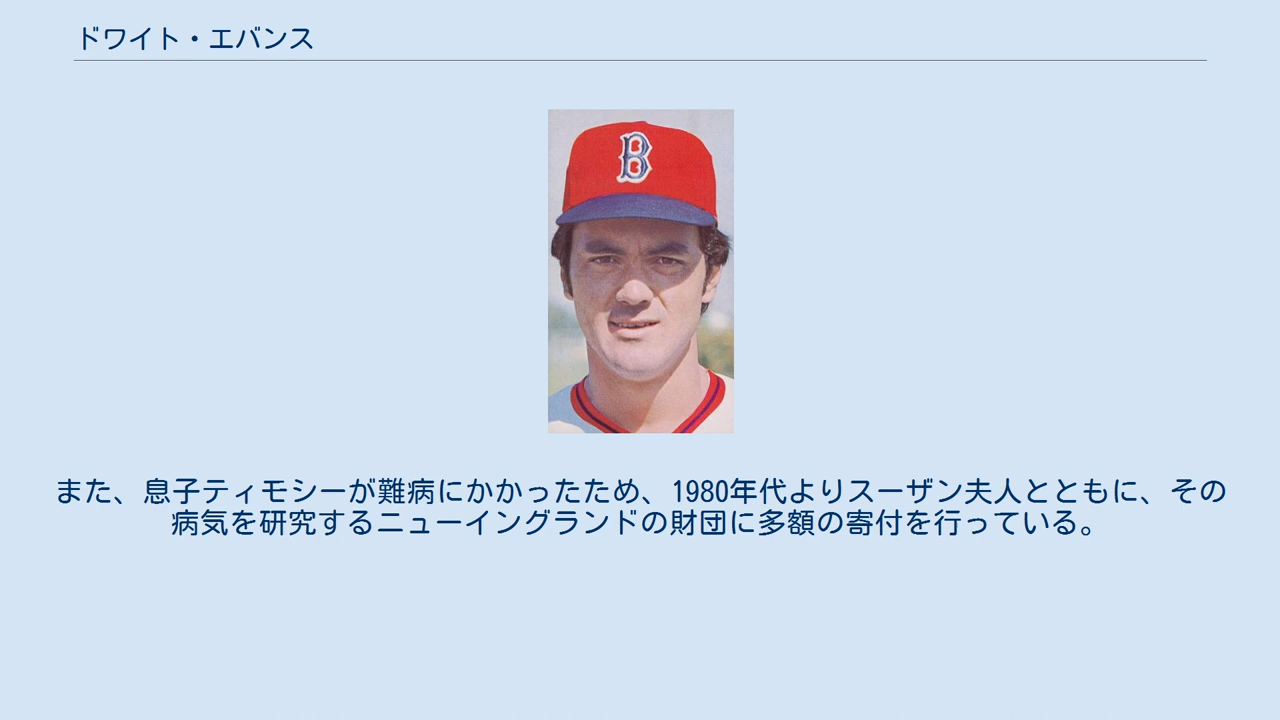 ドワイト・エバンス
B
また、息子ティモシーが難病にかかったため、1980年代よりスーザン夫人とともに、その
病気を研究するニューイングランドの財団に多額の寄付を行っている。